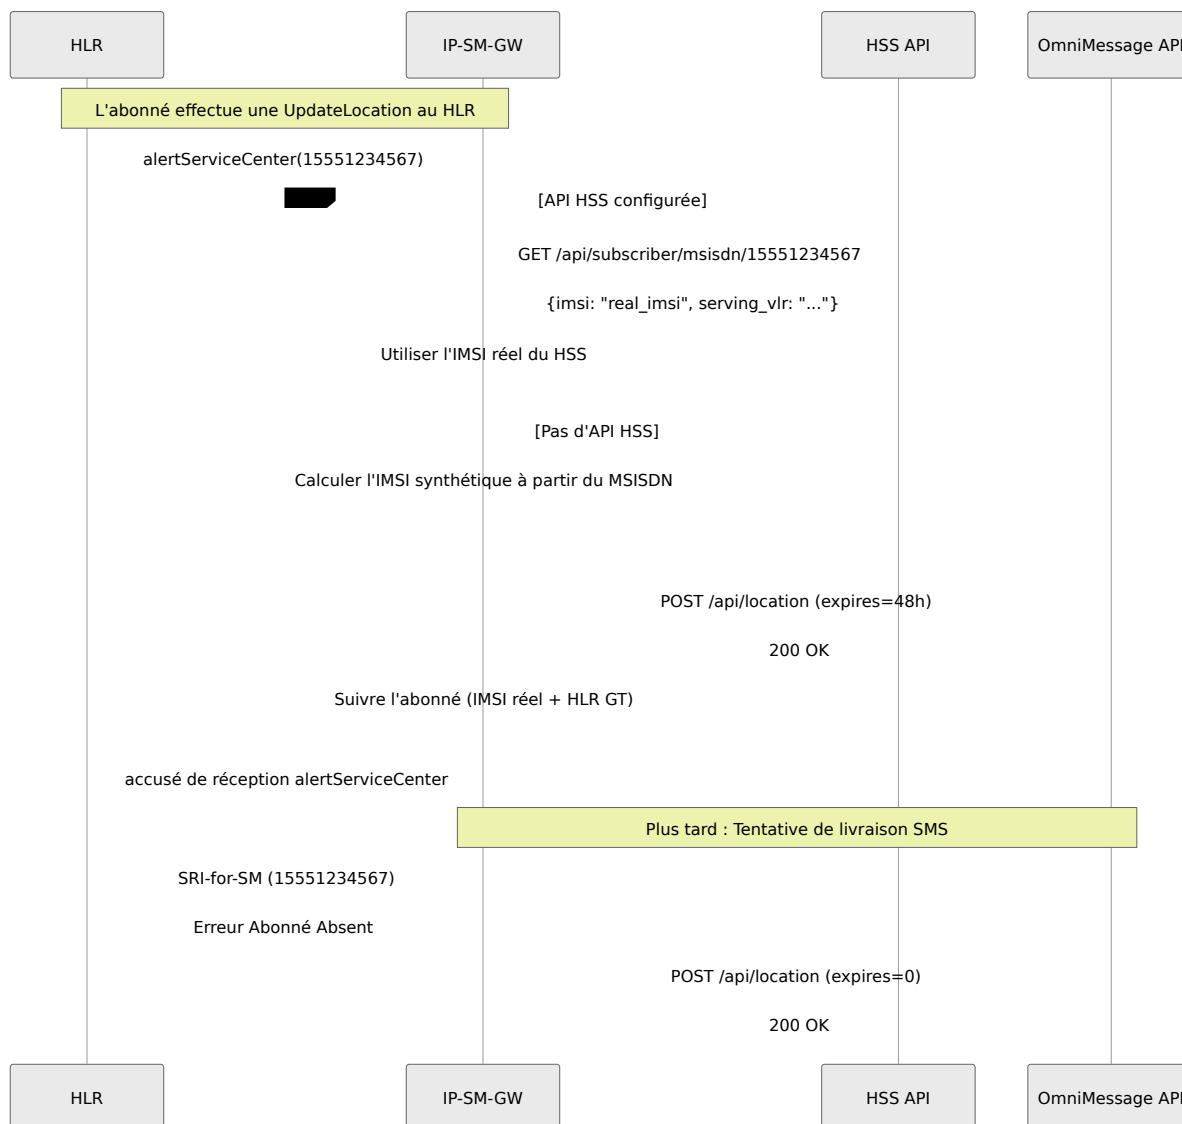 HLR
IP-SM-GW
HSS API
OmniMessage API
L'abonné effectue une UpdateLocation au HLR
alertServiceCenter(15551234567)
[API HSS configurée]
GET /api/subscriber/msisdn/15551234567
{imsi: "real_imsi", serving_vlr: "..."}
Utiliser l'IMSI réel du HSS
[Pas d'API HSS]
Calculer l'IMSI synthétique à partir du MSISDN
POST /api/location (expires=48h)
200 OK
Suivre l'abonné (IMSI réel + HLR GT)
accusé de réception alertServiceCenter
Plus tard : Tentative de livraison SMS
SRI-for-SM (15551234567)
Erreur Abonné Absent
POST /api/location (expires=0)
200 OK
HLR
IP-SM-GW
HSS API
OmniMessage API